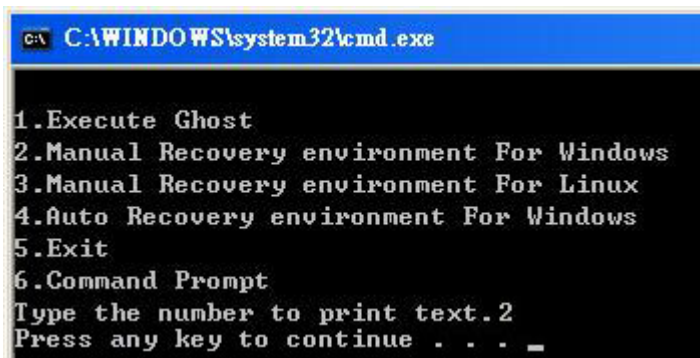 C:\WINDOWS\system32\cmd.exe
1.Execute Ghost
2.Manual Recovery environment For Windows
3.Manual Recovery environment For Linux
4.Auto Recovery environment For Windows
5.Exit
6.Command Prompt
Type the number to print text.2
Press any key to continue . . . _